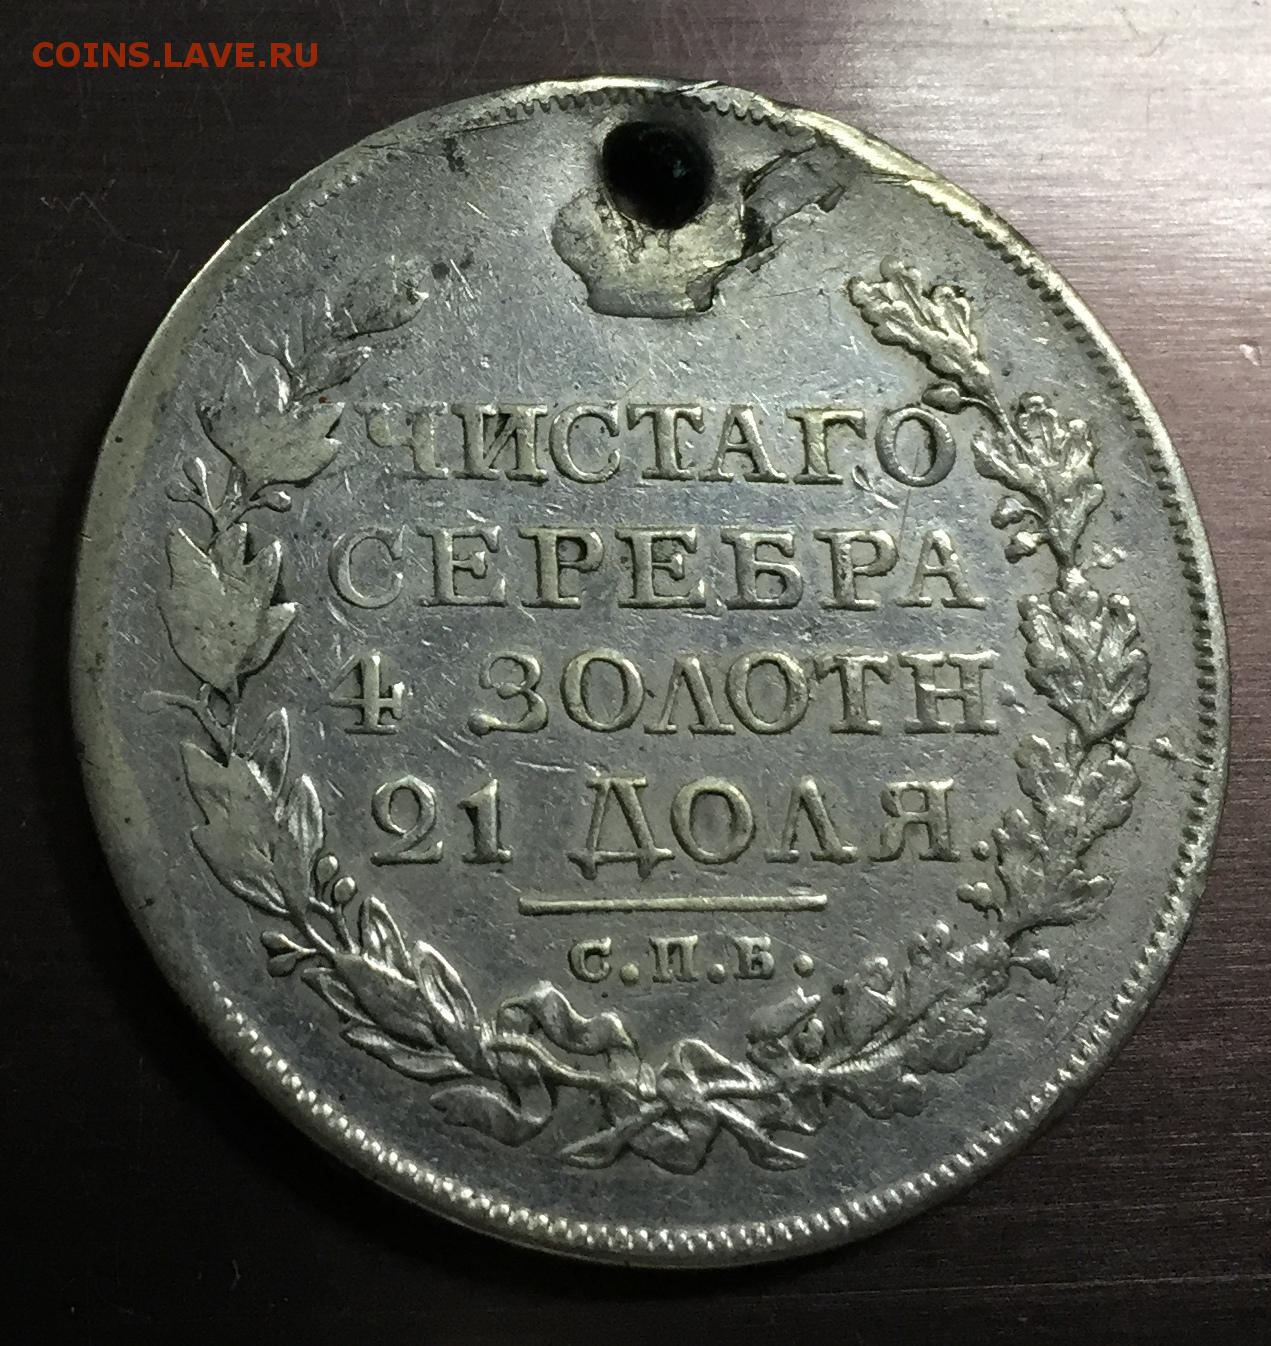 COINS.LAVE.RU
ЧИСТАГО
СЕРЕБРА
4 ЗОЛОТН
21 ДОЛЯ.
С.П.Б.